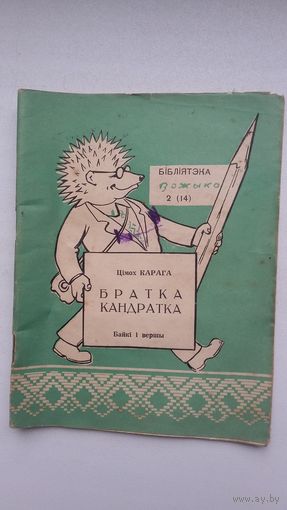 БІБЛІЯТЭКА
Вожыка
2 (14)
Цімох КАРАГА
БРАТКА
КАНДРАТКА
Байкі і вершы
www.ay.by